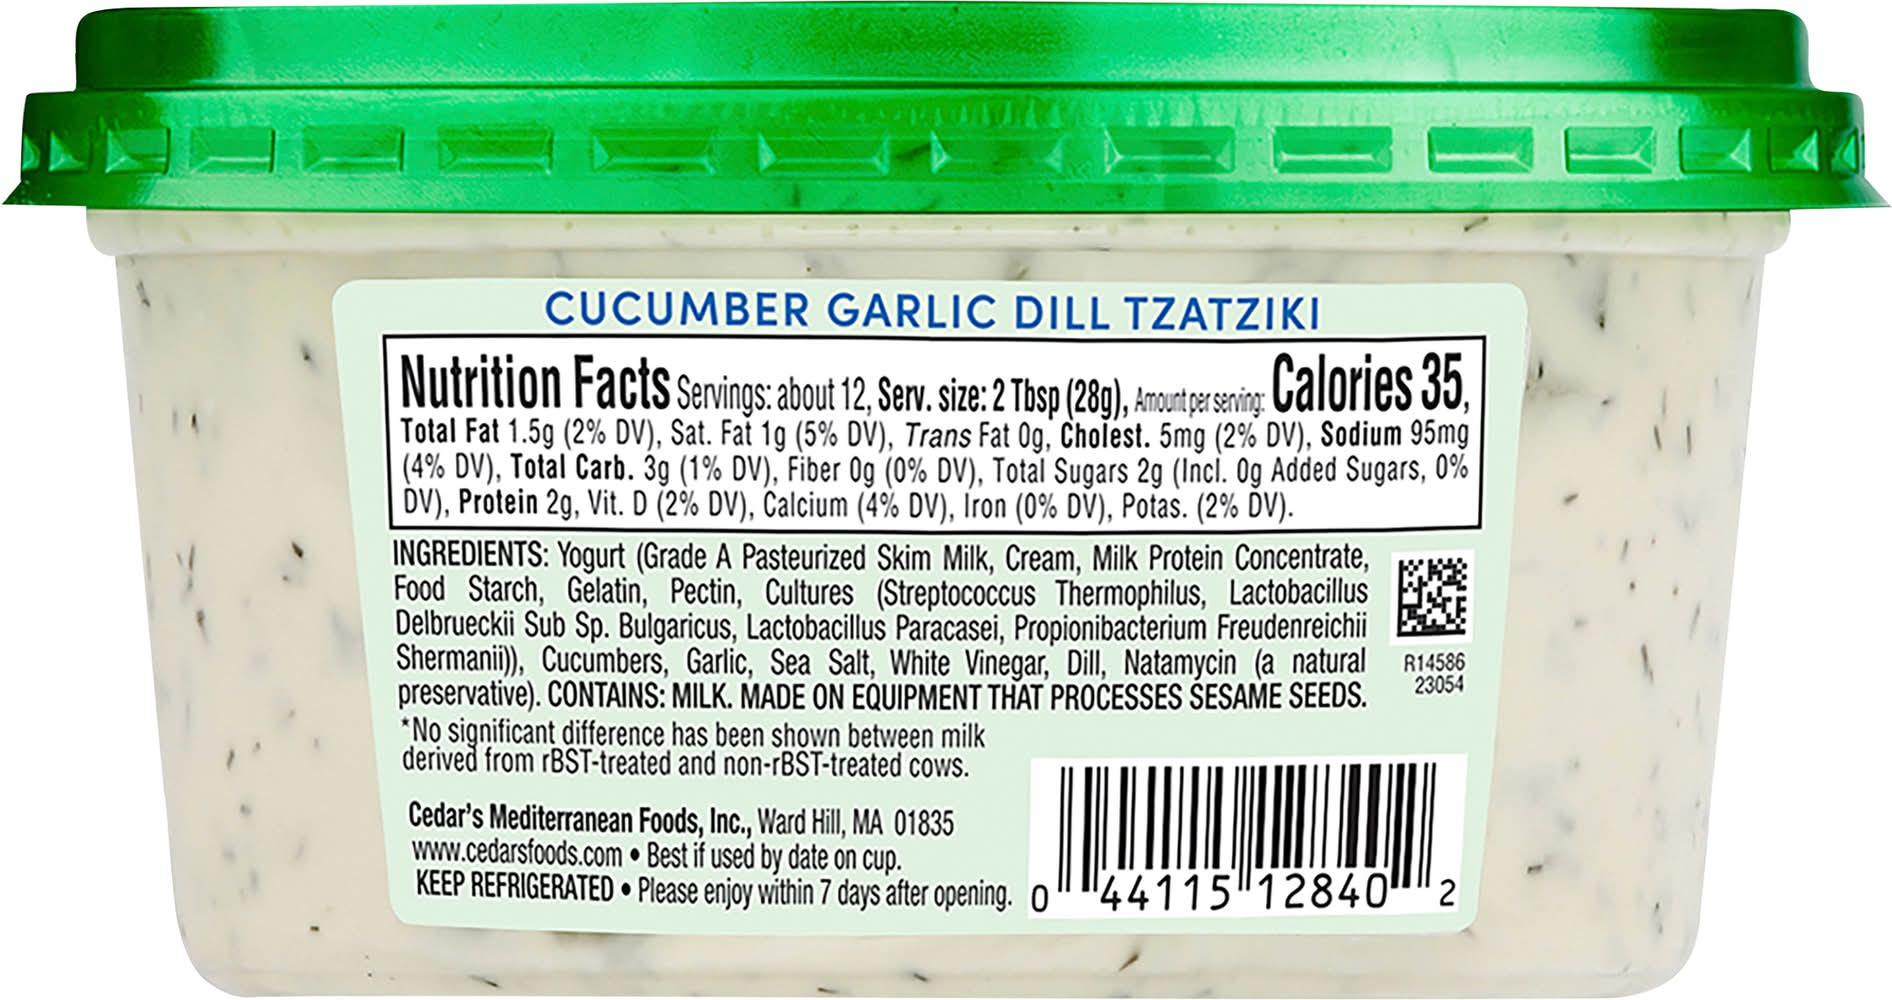 CUCUMBER GARLIC DILL TZATZIKI
Nutrition Facts Servings: about 12, Serv. size: 2 Tbsp (28g), Amount per serving: Calories 35,
Total Fat 1.5g (2% DV), Sat. Fat 1g (5% DV), Trans Fat 0g, Cholest. 5mg (2% DV), Sodium 95mg
(4% DV), Total Carb. 3g (1% DV), Fiber 0g (0% DV), Total Sugars 2g (Incl. 0g Added Sugars, 0%
DV), Protein 2g, Vit. D (2% DV), Calcium (4% DV), Iron (0% DV), Potas. (2% DV).
INGREDIENTS: Yogurt (Grade A Pasteurized Skim Milk, Cream, Milk Protein Concentrate,
Food Starch, Gelatin, Pectin, Cultures (Streptococcus Thermophilus, Lactobacillus
Delbrueckii Sub Sp. Bulgaricus, Lactobacillus Paracasei, Propionibacterium Freudenreichii
Shermanii)), Cucumbers, Garlic, Sea Salt, White Vinegar, Dill, Natamycin (a natural
preservative). CONTAINS: MILK. MADE ON EQUIPMENT THAT PROCESSES SESAME SEEDS.
R14586
23054
*No significant difference has been shown between milk
derived from rBST-treated and non-rBST-treated cows.
Cedar's Mediterranean Foods, Inc., Ward Hill, MA 01835
www.cedarsfoods.com • Best if used by date on cup.
KEEP REFRIGERATED • Please enjoy within 7 days after opening.
0 44115 12840 2